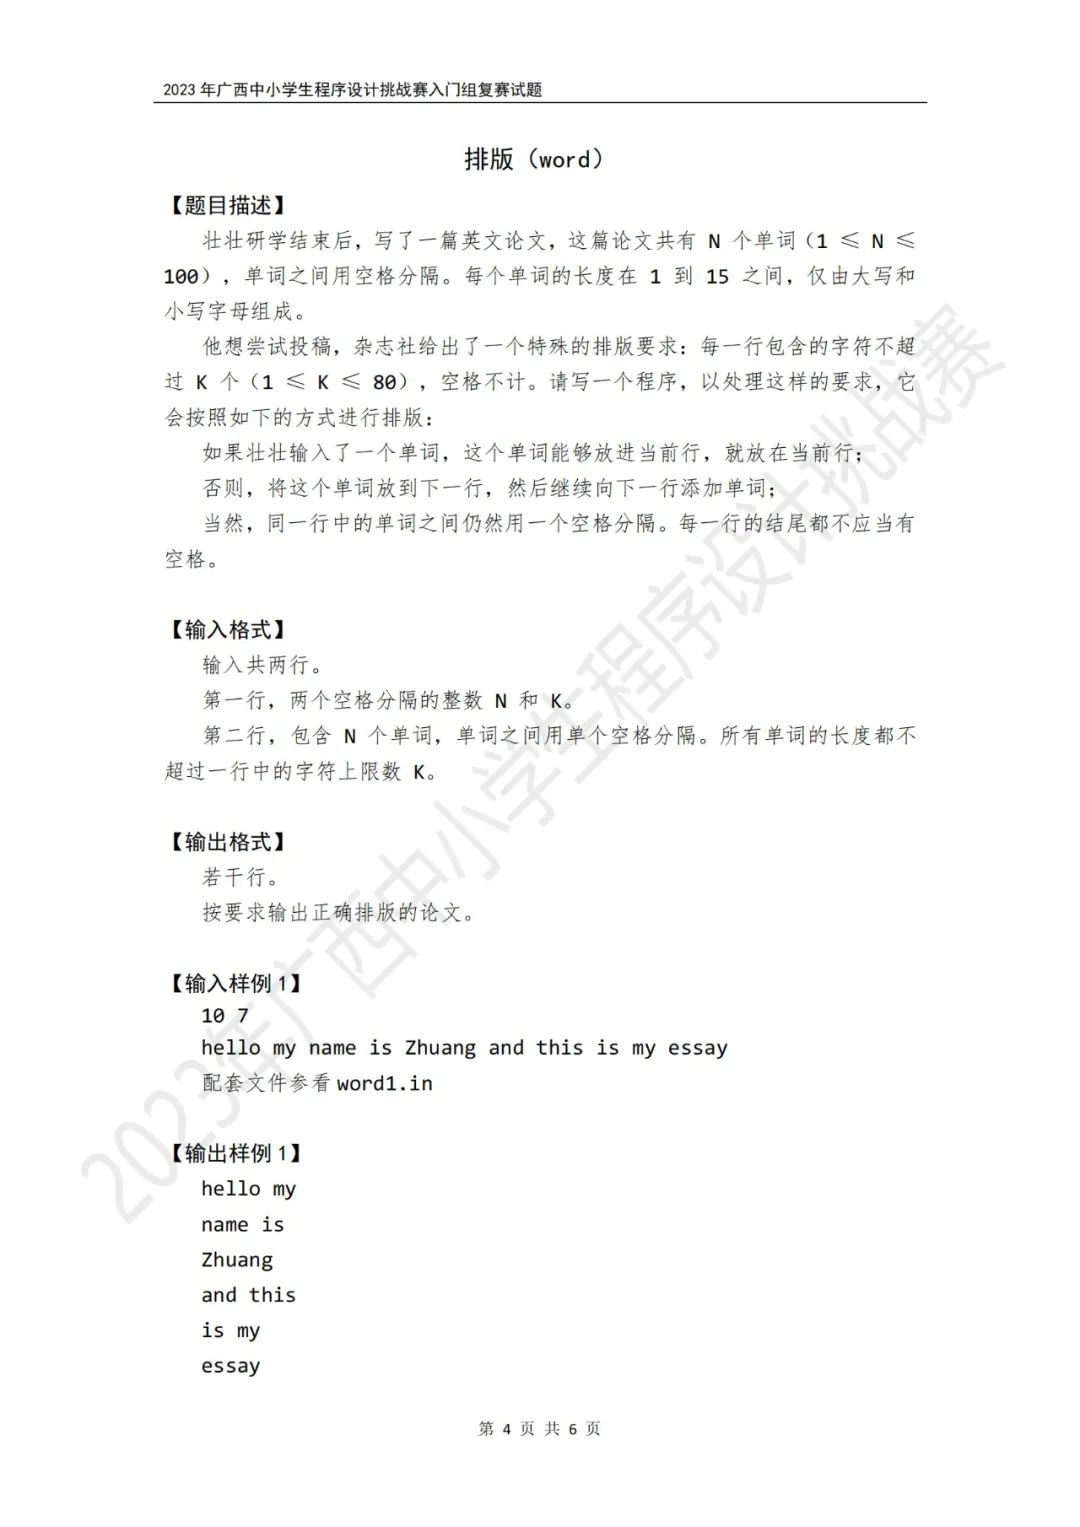 2023 年广西中小学生程序设计挑战赛入门组复赛试题
排版（word）
【题目描述】
壮壮研学结束后，写了一篇英文论文，这篇论文共有 N 个单词（1 ≤ N ≤
100），单词之间用空格分隔。每个单词的长度在 1 到 15 之间，仅由大写和
小写字母组成。
他想尝试投稿，杂志社给出了一个特殊的排版要求：每一行包含的字符不超
过 K 个（1 ≤ K ≤ 80），空格不计。请写一个程序，以处理这样的要求，它
会按照如下的方式进行排版：
如果壮壮输入了一个单词，这个单词能够放进当前行，就放在当前行；
否则，将这个单词放到下一行，然后继续向下一行添加单词；
当然，同一行中的单词之间仍然用一个空格分隔。每一行的结尾都不应当有
空格。
【输入格式】
输入共两行。
第一行，两个空格分隔的整数 N 和 K。
第二行，包含 N 个单词，单词之间用单个空格分隔。所有单词的长度都不
超过一行中的字符上限数 K。
【输出格式】
若干行。
按要求输出正确排版的论文。
【输入样例 1】
10 7
hello my name is Zhuang and this is my essay
配套文件参看 word1.in
【输出样例 1】
hello my
name is
Zhuang
and this
is my
essay
第 4 页 共 6 页
2023年广西中小学生程序设计挑战赛